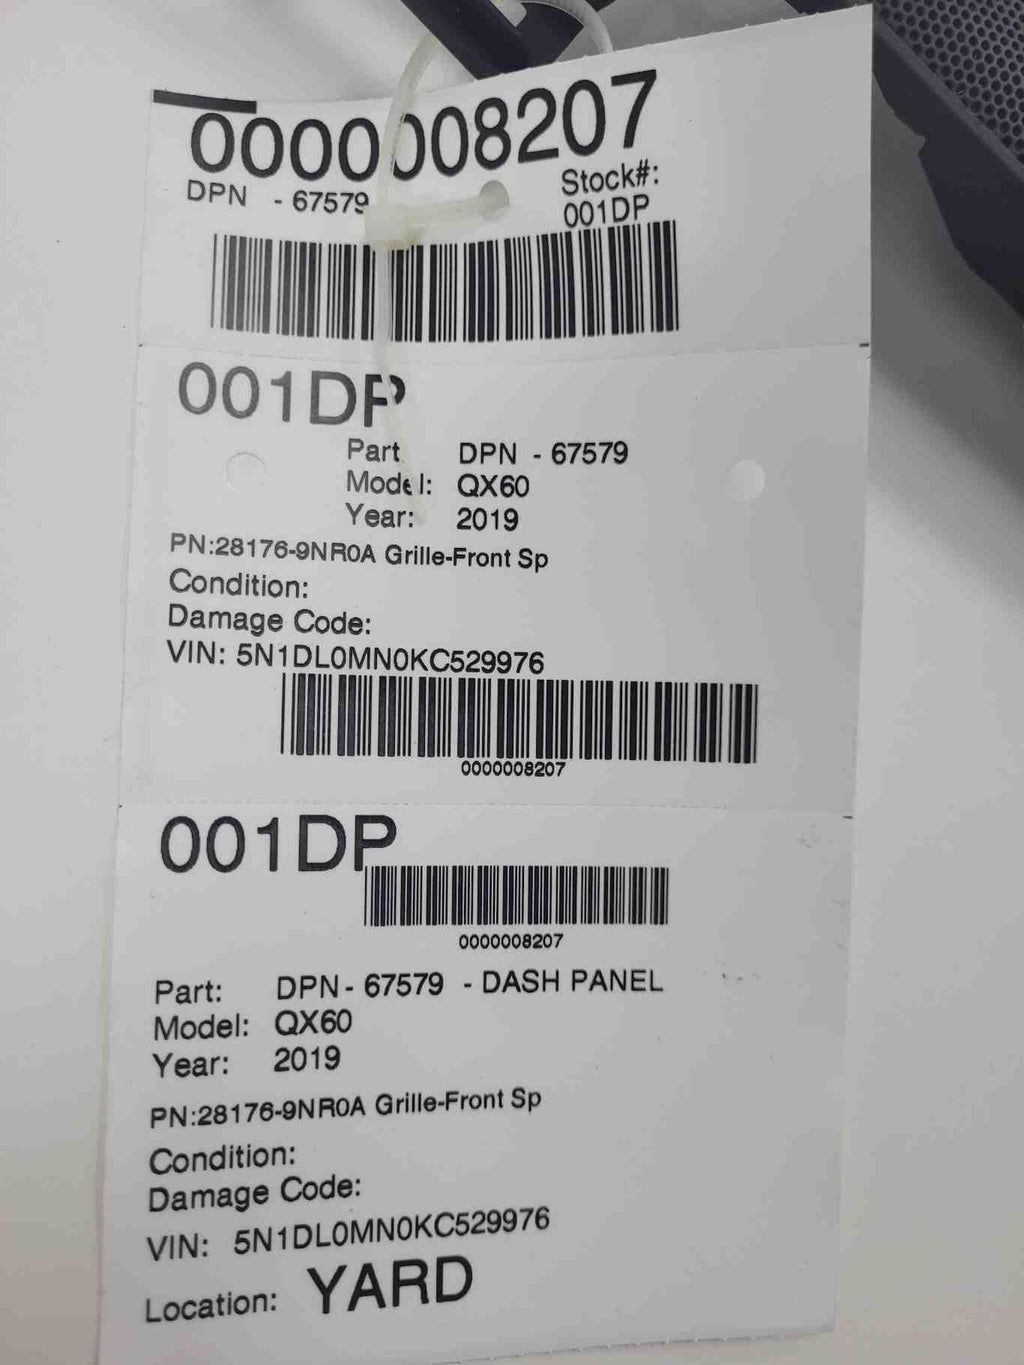 0000008207
DPN - 67579
Stock#:
001DP
001DP
Part DPN - 67579
Model: QX60
Year: 2019
PN:28176-9NR0A Grille-Front Sp
Condition:
Damage Code:
VIN: 5N1DL0MN0KC529976
0000008207
001DP
0000008207
Part: DPN- 67579 - DASH PANEL
Model: QX60
Year: 2019
PN:28176-9NR0A Grille-Front Sp
Condition:
Damage Code:
VIN: 5N1DL0MN0KC529976
Location: YARD